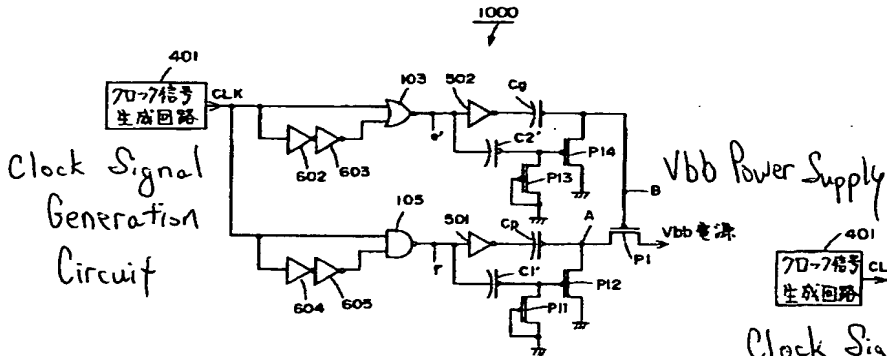 1000
401
クロック信号
生成回路
CLK
103
502
Cg
602
603
e'
C2'
P13
P14
B
Clock Signal
Generation
Circuit
Vbb Power Supply
105
501
Cp
A
P1
Vbb電源
604
605
r
C1'
P11
P12
401
クロック信号
生成回路
CL
Clock Sig